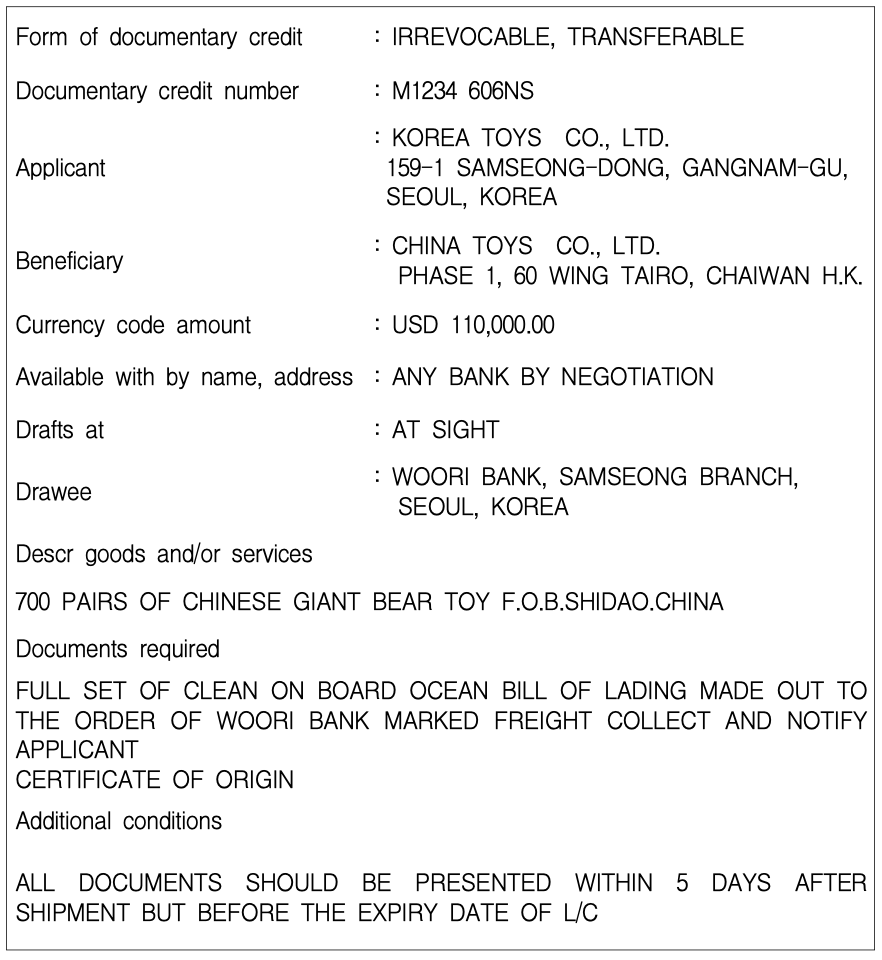 Form of documentary credit : IRREVOCABLE, TRANSFERABLE
Documentary credit number : M1234 606NS
Applicant : KOREA TOYS CO., LTD.
159-1 SAMSEONG-DONG, GANGNAM-GU,
SEOUL, KOREA
Beneficiary : CHINA TOYS CO., LTD.
PHASE 1, 60 WING TAIRO, CHAIWAN H.K.
Currency code amount : USD 110,000.00
Available with by name, address : ANY BANK BY NEGOTIATION
Drafts at : AT SIGHT
Drawee : WOORI BANK, SAMSEONG BRANCH,
SEOUL, KOREA
Descr goods and/or services
700 PAIRS OF CHINESE GIANT BEAR TOY F.O.B.SHIDAO.CHINA
Documents required
FULL SET OF CLEAN ON BOARD OCEAN BILL OF LADING MADE OUT TO
THE ORDER OF WOORI BANK MARKED FREIGHT COLLECT AND NOTIFY
APPLICANT
CERTIFICATE OF ORIGIN
Additional conditions
ALL DOCUMENTS SHOULD BE PRESENTED WITHIN 5 DAYS AFTER
SHIPMENT BUT BEFORE THE EXPIRY DATE OF L/C